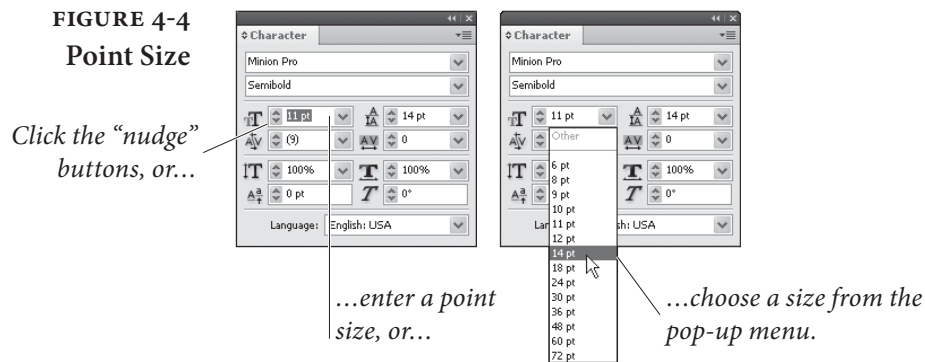 FIGURE 4-4
Point Size
Click the “nudge”
buttons, or…
Character
Minion Pro
Semibold
11 pt
14 pt
(9)
0
100%
100%
0 pt
0°
Language: English: USA
…enter a point
size, or…
Character
Minion Pro
Semibold
11 pt
14 pt
Other
0
6 pt
8 pt
100%
9 pt
0°
10 pt
Lar
11 pt
sh: USA
12 pt
14 pt
18 pt
24 pt
30 pt
36 pt
48 pt
60 pt
72 pt
…choose a size from the
pop-up menu.